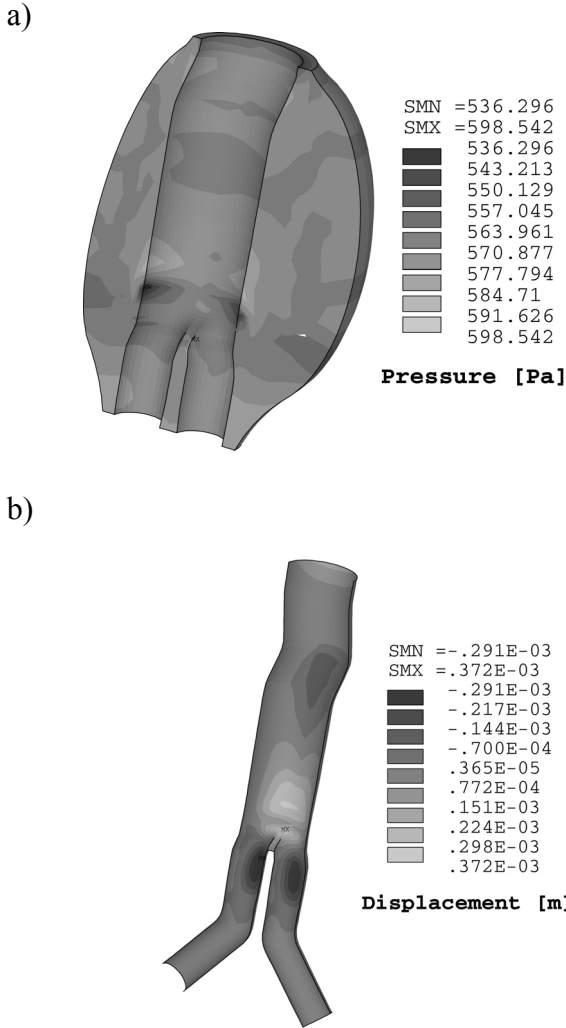 a)
SMN =536.296
SMX =598.542
536.296
543.213
550.129
557.045
563.961
570.877
577.794
584.71
591.626
598.542
MX
Pressure [Pa]
b)
SMN =-.291E-03
SMX =.372E-03
-.291E-03
-.217E-03
-.144E-03
-.700E-04
.365E-05
.772E-04
.151E-03
.224E-03
.298E-03
.372E-03
MX
Displacement [m]